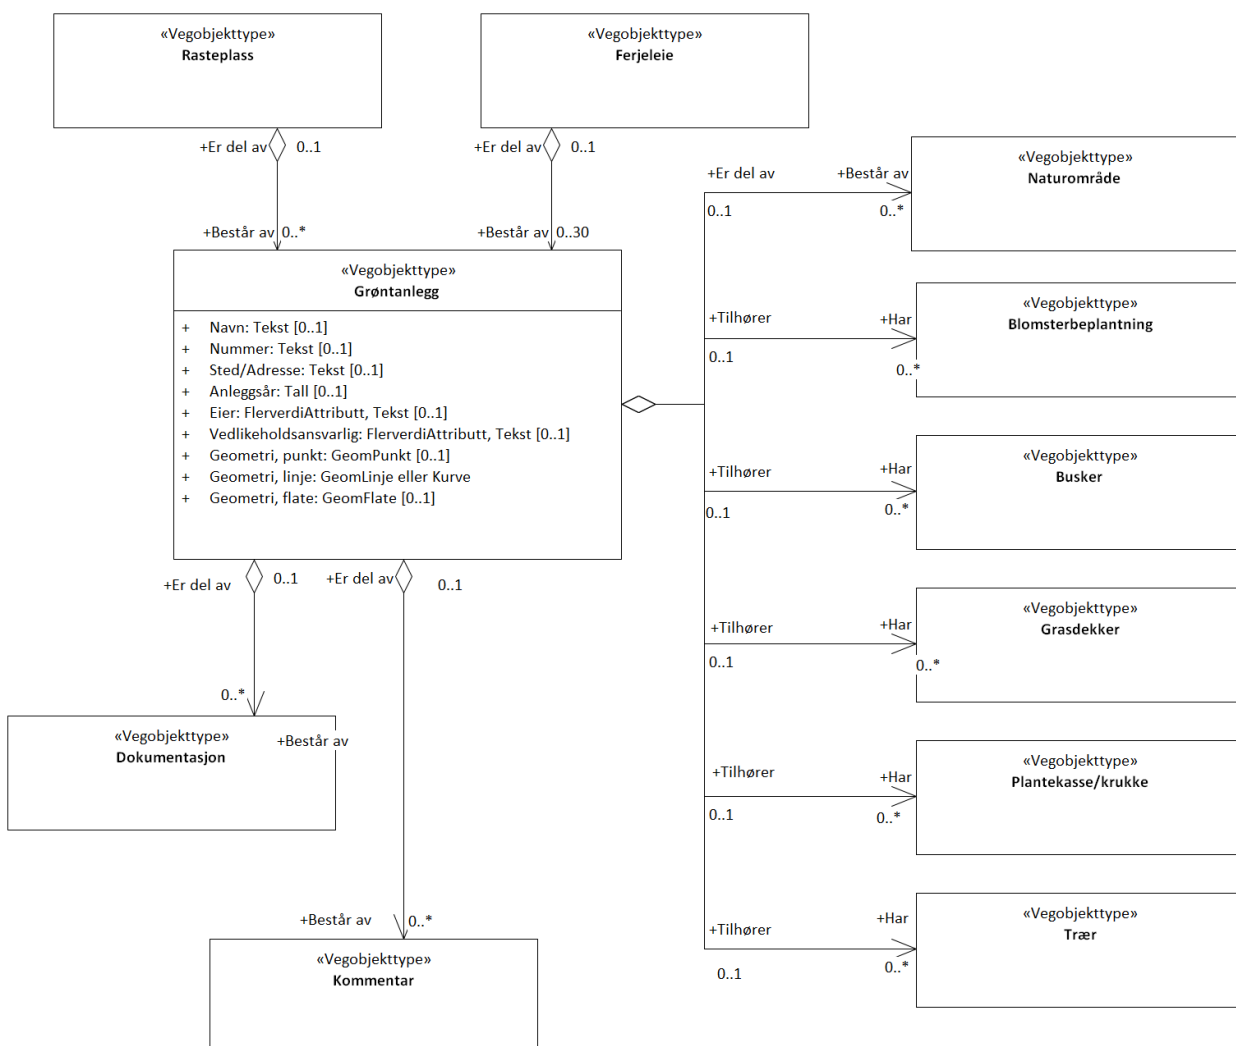 «Vegobjekttype»
Rasteplass
«Vegobjekttype»
Ferjeleie
+Er del av
0..1
+Er del av
0..1
+Består av
0..*
+Består av
0..30
«Vegobjekttype»
Grøntanlegg
+ Navn: Tekst [0..1]
+ Nummer: Tekst [0..1]
+ Sted/Adresse: Tekst [0..1]
+ Anleggsår: Tall [0..1]
+ Eier: FlerverdiAttributt, Tekst [0..1]
+ Vedlikeholdsansvarlig: FlerverdiAttributt, Tekst [0..1]
+ Geometri, punkt: GeomPunkt [0..1]
+ Geometri, linje: GeomLinje eller Kurve
+ Geometri, flate: GeomFlate [0..1]
+Er del av
+Består av
0..1
0..*
«Vegobjekttype»
Naturområde
+Tilhører
+Har
0..1
0..*
«Vegobjekttype»
Blomsterbeplantning
+Tilhører
+Har
0..1
0..*
«Vegobjekttype»
Busker
+Tilhører
+Har
0..1
0..*
«Vegobjekttype»
Grasdekker
+Tilhører
+Har
0..1
0..*
«Vegobjekttype»
Plantekasse/krukke
+Tilhører
+Har
0..1
0..*
«Vegobjekttype»
Trær
+Er del av
0..1
+Er del av
0..1
0..*
+Består av
«Vegobjekttype»
Dokumentasjon
+Består av
0..*
«Vegobjekttype»
Kommentar